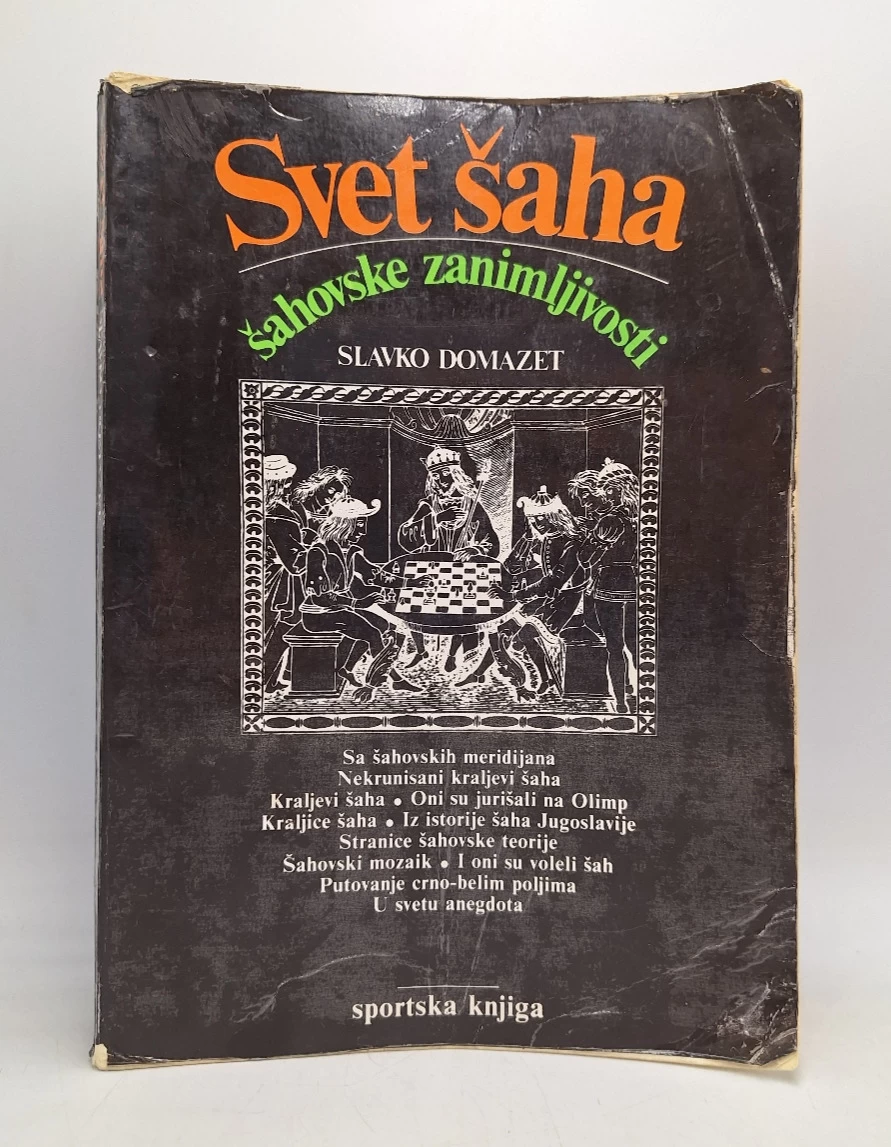 Svet šaha
šahovske zanimljivosti
SLAVKO DOMAZET
Sa šahovskih meridijana
Nekrunisani kraljevi šaha
Kraljevi šaha • Oni su jurišali na Olimp
Kraljice šaha • Iz istorije šaha Jugoslavije
Stranice šahovske teorije
Šahovski mozaik • I oni su voleli šah
Putovanje crno-belim poljima
U svetu anegdota
sportska knjiga